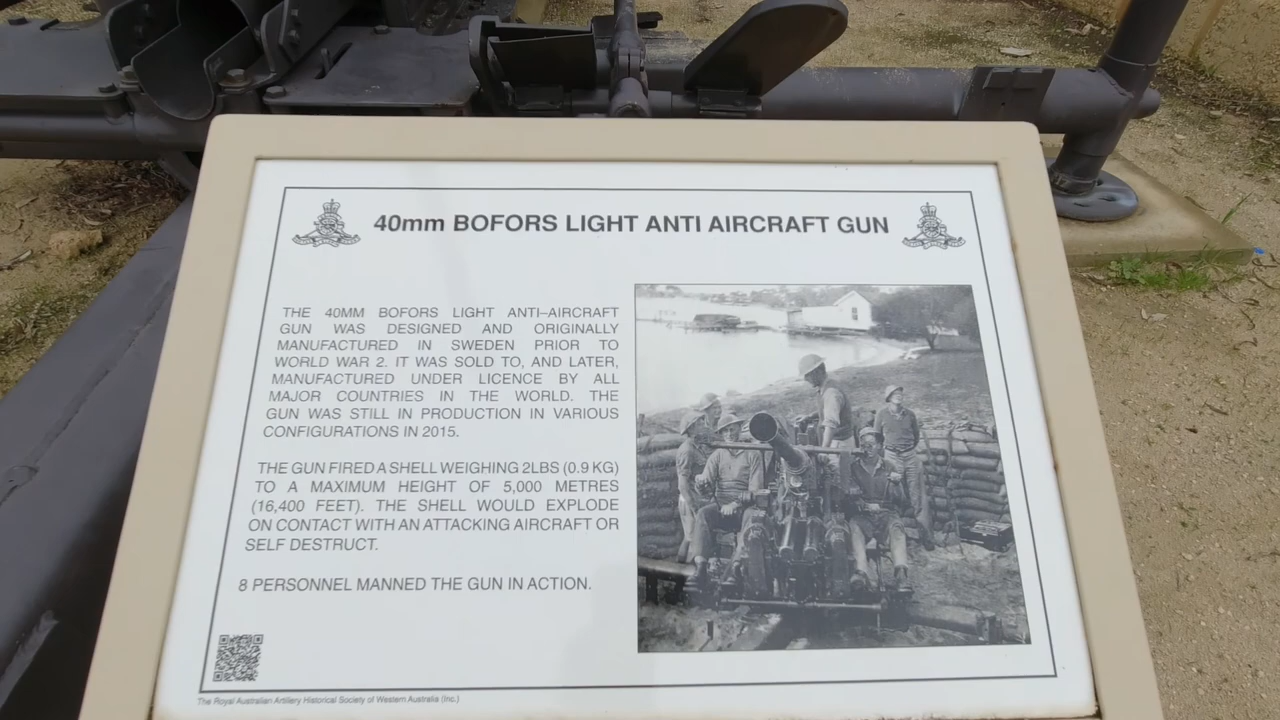 40mm BOFORS LIGHT ANTI AIRCRAFT GUN
THE 40MM BOFORS LIGHT ANTI–AIRCRAFT
GUN WAS DESIGNED AND ORIGINALLY
MANUFACTURED IN SWEDEN PRIOR TO
WORLD WAR 2. IT WAS SOLD TO, AND LATER,
MANUFACTURED UNDER LICENCE BY ALL
MAJOR COUNTRIES IN THE WORLD. THE
GUN WAS STILL IN PRODUCTION IN VARIOUS
CONFIGURATIONS IN 2015.
THE GUN FIRED A SHELL WEIGHING 2LBS (0.9 KG)
TO A MAXIMUM HEIGHT OF 5,000 METRES
(16,400 FEET). THE SHELL WOULD EXPLODE
ON CONTACT WITH AN ATTACKING AIRCRAFT OR
SELF DESTRUCT.
8 PERSONNEL MANNED THE GUN IN ACTION.
The Royal Australian Artillery Historical Society of Western Australia (Inc.)